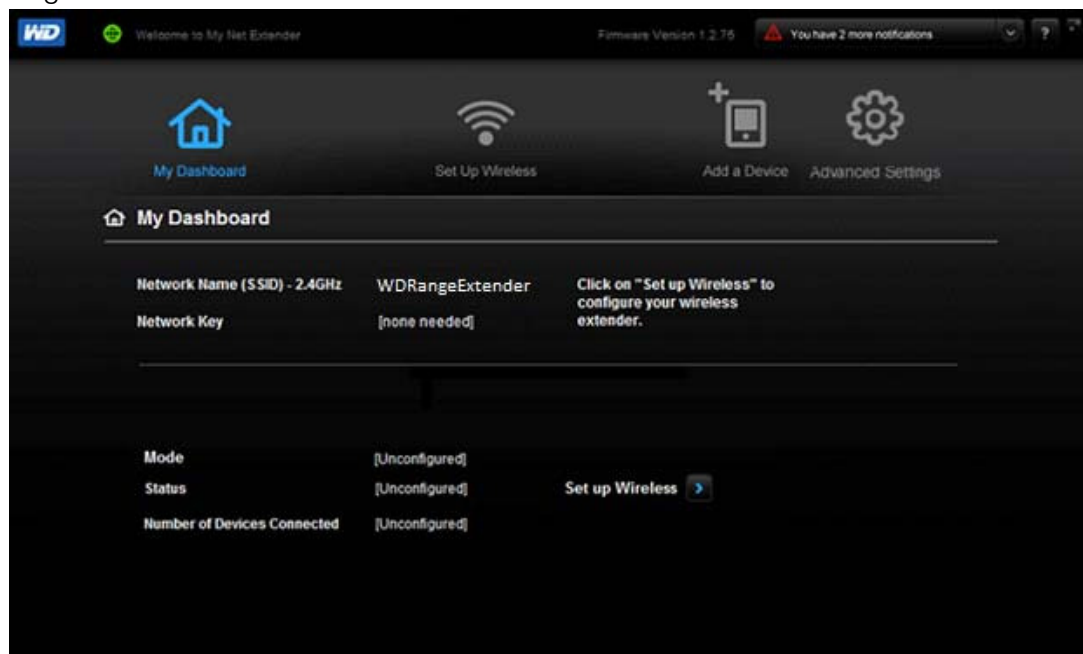 WD
Welcome to My Net Extender
Firmware Version 1.2.76
You have 2 more notifications
?
My Dashboard
Set Up Wireless
Add a Device
Advanced Settings
My Dashboard
Network Name (SSID) - 2.4GHz
WDRangeExtender
Click on "Set up Wireless" to
configure your wireless
extender.
Network Key
[none needed]
Mode
[Unconfigured]
Status
[Unconfigured]
Set up Wireless
Number of Devices Connected
[Unconfigured]